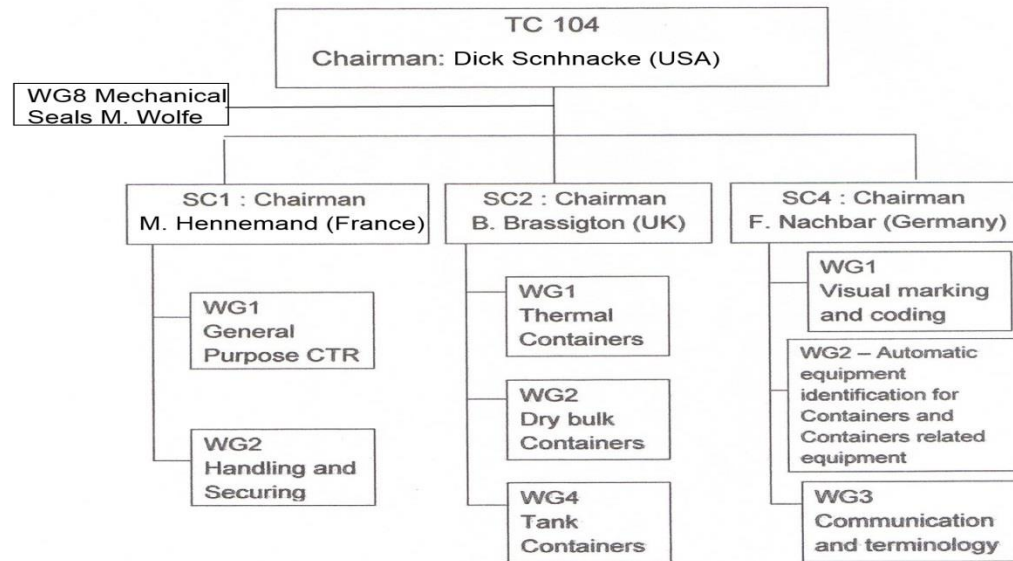 TC 104
Chairman: Dick Scnhnacke (USA)
WG8 Mechanical
Seals M. Wolfe
SC1 : Chairman
M. Hennemand (France)
WG1
General
Purpose CTR
WG2
Handling and
Securing
SC2 : Chairman
B. Brassigton (UK)
WG1
Thermal
Containers
WG2
Dry bulk
Containers
WG4
Tank
Containers
SC4 : Chairman
F. Nachbar (Germany)
WG1
Visual marking
and coding
WG2 – Automatic
equipment
identification for
Containers and
Containers related
equipment
WG3
Communication
and terminology